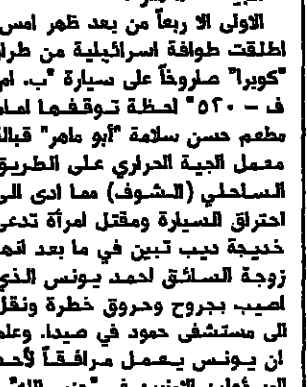 الاولى الا ربعاً من بعد ظهر امس
اطلقت طوافة اسرائيلية من طراز
"كوبرا" صاروخاً على سيارة "ب. ام.
ف - ٥٢٠" لحظة توقفها امام
مطعم حسن سلامة "أبو ماهر" قبالة
معمل الجية الحراري على الطريق
الساحلي (الشوف) مما ادى الى
احتراق السيارة ومقتل امرأة تدعى
خديجة ديب تبين في ما بعد انها
زوجة السائق احمد يونس الذي
اصيب بجروح وحروق خطرة ونقل
الى مستشفى حمود في صيدا. وعلم
ان يونس يعمل مرافقاً لأحد